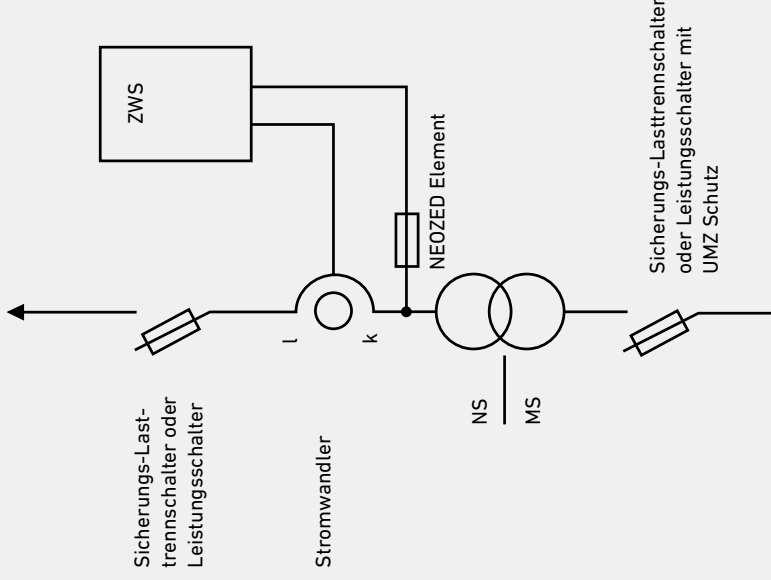 ZWS
NEOZED Element
Sicherungs-Lasttrennschalter
oder Leistungsschalter mit
UMZ Schutz
l
k
NS
MS
Sicherungs-Last-
trennschalter oder
Leistungsschalter
Stromwandler